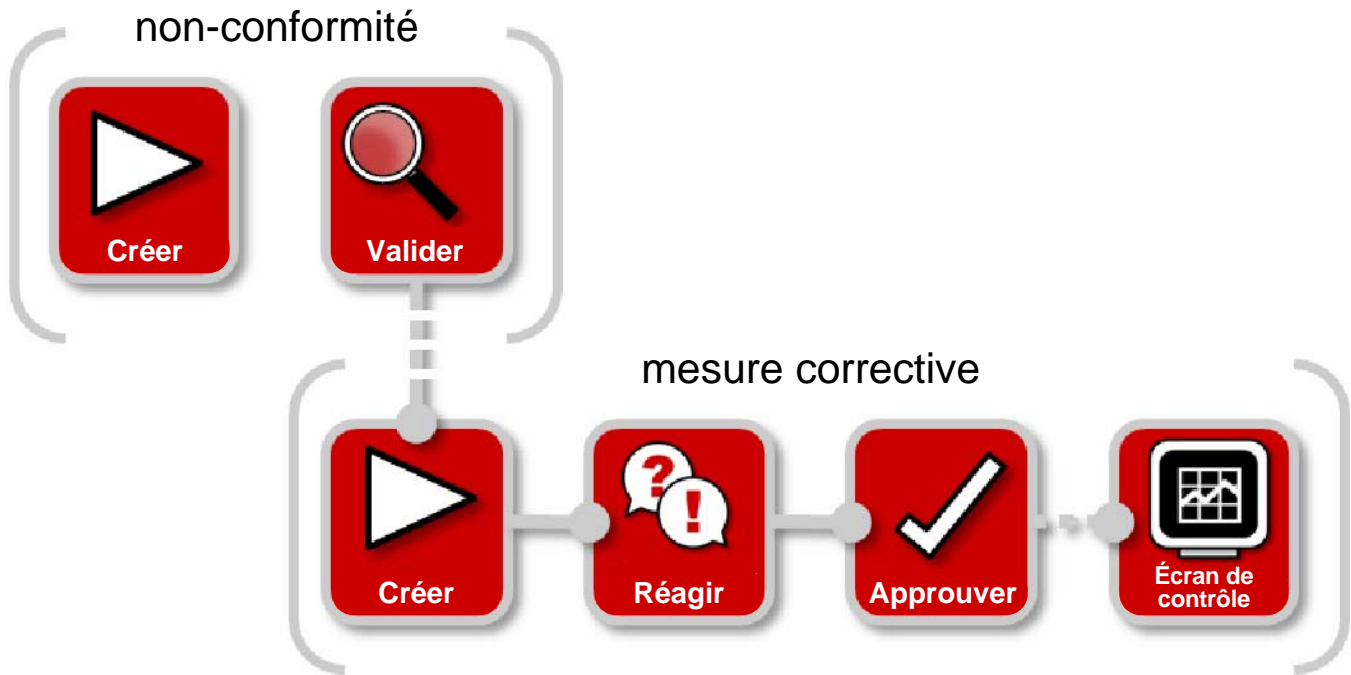 non-conformité
Créer
Valider
mesure corrective
Créer
Réagir
Approuver
Écran de
contrôle